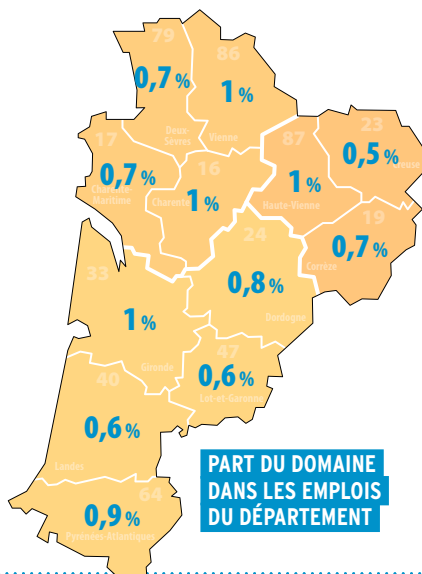 79
0,7 %
Deux-
Sèvres
86
1 %
Vienne
17
0,7 %
Charente-
Maritime
16
Charente
1 %
87
1 %
Haute-Vienne
23
0,5 %
Creuse
19
0,7 %
Corrèze
24
0,8 %
Dordogne
33
1 %
Gironde
47
0,6 %
Lot-et-Garonne
40
0,6 %
Landes
64
0,9 %
Pyrénées-Atlantiques
PART DU DOMAINE
DANS LES EMPLOIS
DU DÉPARTEMENT